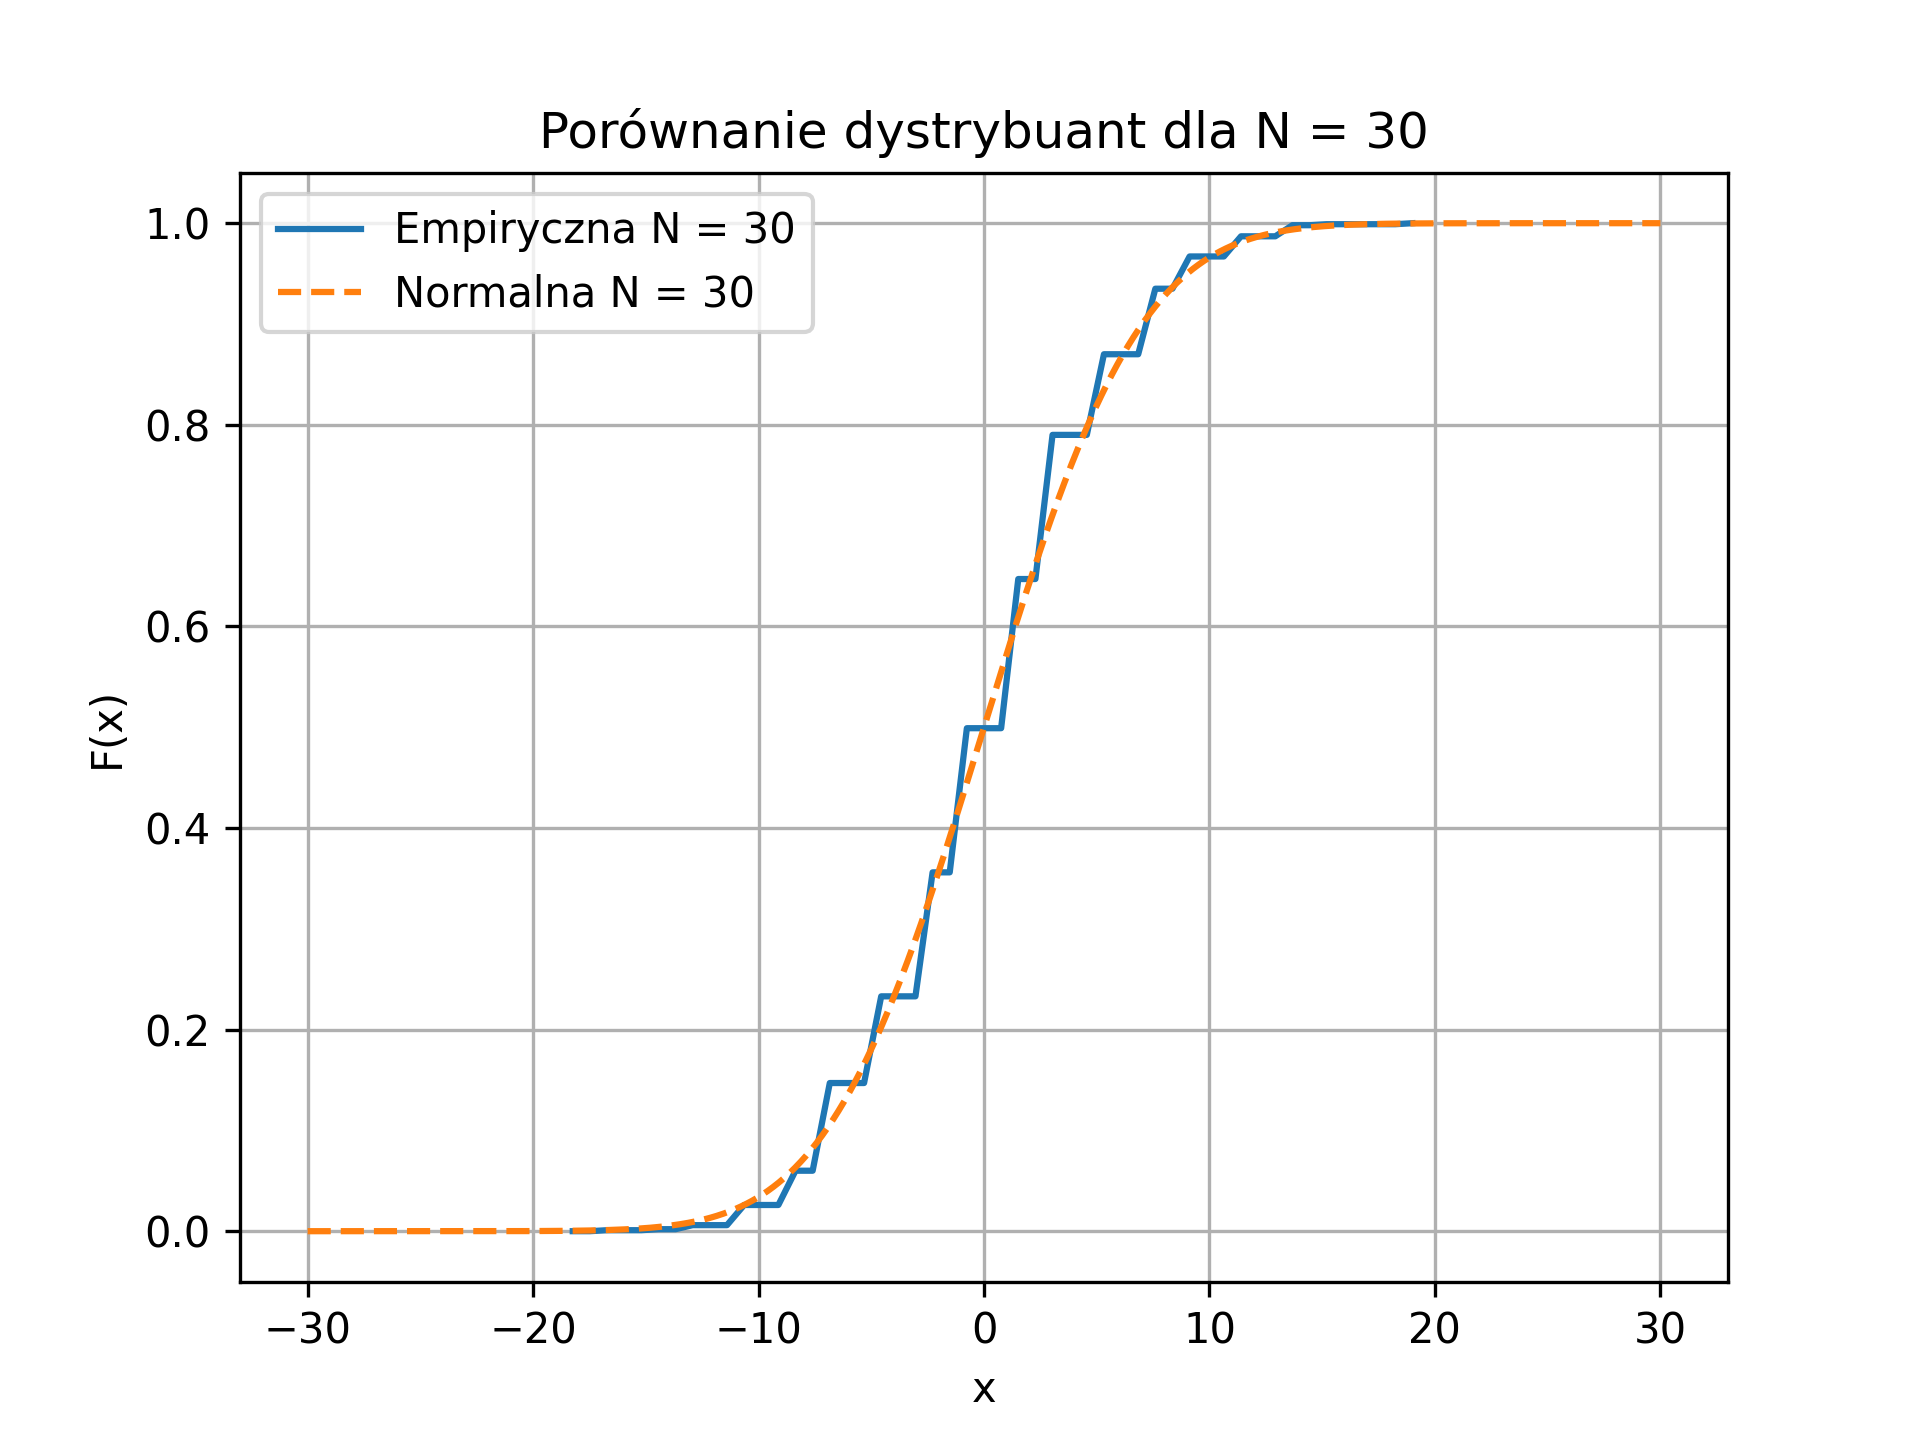 Porównanie dystrybuant dla N = 30
Empiryczna N = 30
Normalna N = 30
1.0
0.8
0.6
0.4
0.2
0.0
F(x)
−30 −20 −10 0 10 20 30
x